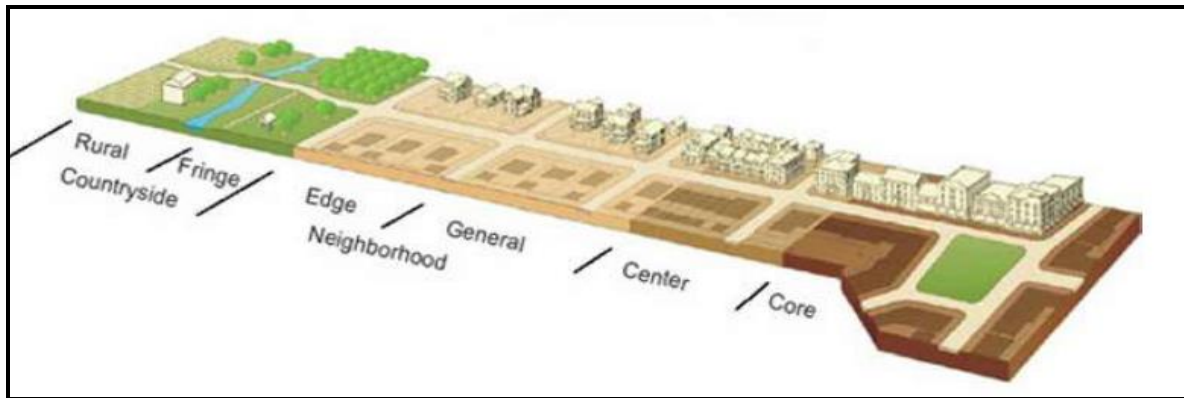 Rural
Fringe
Countryside
Edge
General
Neighborhood
Center
Core